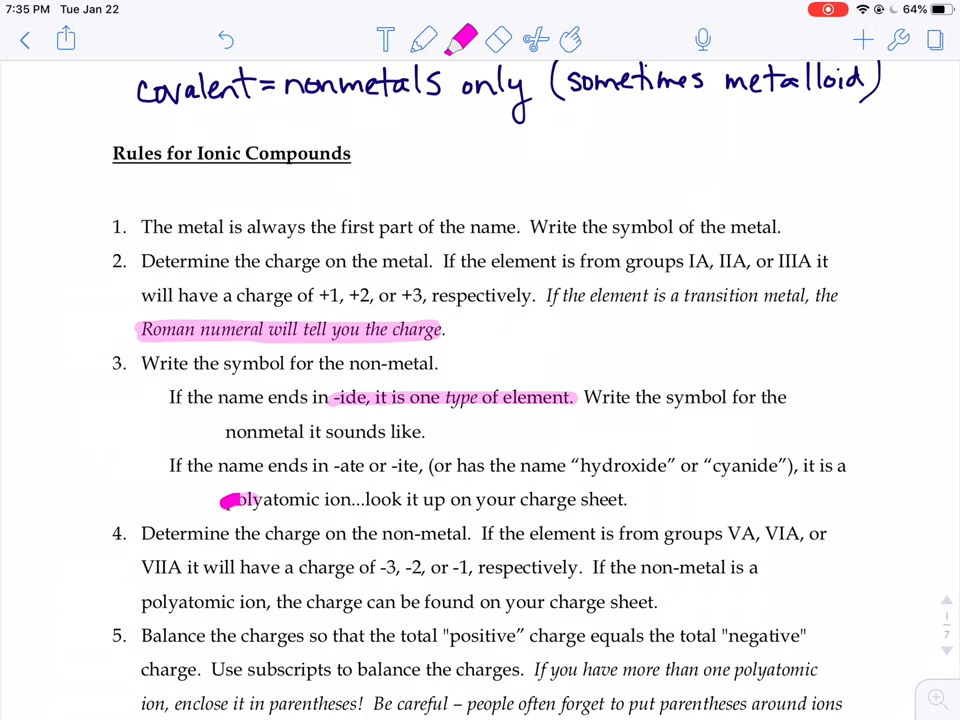 7:35 PM Tue Jan 22
64%
T
covalent = nonmetals only (sometimes metalloid)
Rules for Ionic Compounds
1. The metal is always the first part of the name. Write the symbol of the metal.
2. Determine the charge on the metal. If the element is from groups IA, IIA, or IIIA it
will have a charge of +1, +2, or +3, respectively. If the element is a transition metal, the
Roman numeral will tell you the charge.
3. Write the symbol for the non-metal.
If the name ends in -ide, it is one type of element. Write the symbol for the
nonmetal it sounds like.
If the name ends in -ate or -ite, (or has the name “hydroxide” or “cyanide”), it is a
polyatomic ion...look it up on your charge sheet.
4. Determine the charge on the non-metal. If the element is from groups VA, VIA, or
VIIA it will have a charge of -3, -2, or -1, respectively. If the non-metal is a
polyatomic ion, the charge can be found on your charge sheet.
5. Balance the charges so that the total "positive” charge equals the total "negative"
charge. Use subscripts to balance the charges. If you have more than one polyatomic
ion, enclose it in parentheses! Be careful – people often forget to put parentheses around ions
1
7